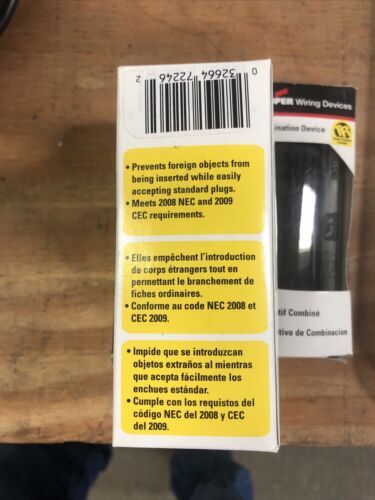 0 32664 72246 2
• Prevents foreign objects from
being inserted while easily
accepting standard plugs.
• Meets 2008 NEC and 2009
CEC requirements.
• Elles empêchent l'introduction
de corps étrangers tout en
permettant le branchement de
fiches ordinaires.
• Conforme au code NEC 2008 et
CEC 2009.
• Impide que se introduzcan
objetos extraños al mientras
que acepta fácilmente los
enchues estándar.
• Cumple con los requistos del
código NEC del 2008 y CEC
del 2009.
PER Wiring Devices
ination Device
tif Combiné
tivo de Combinacion